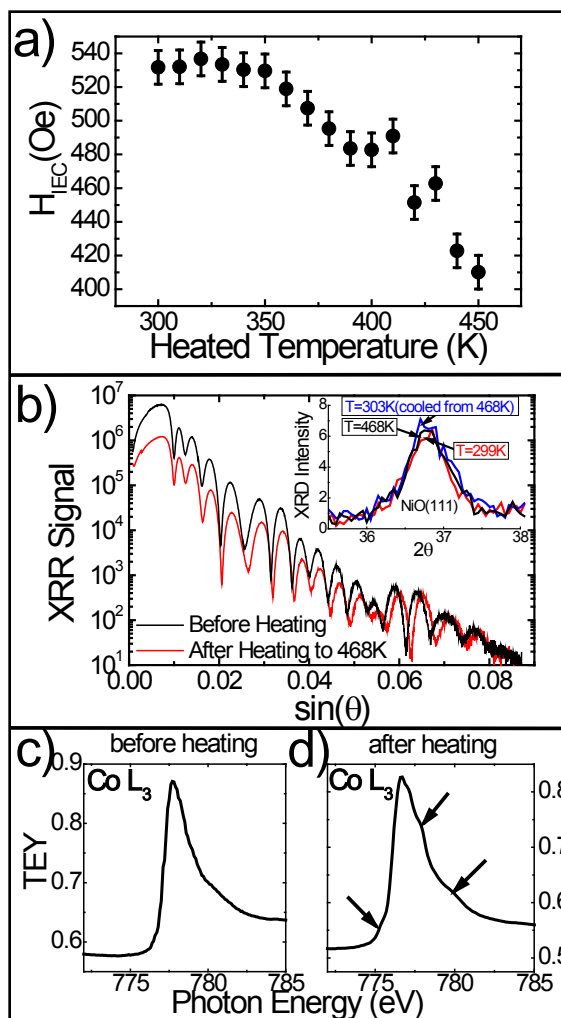 a)
540
520
500
480
460
440
420
400
H_IEC(Oe)
300 350 400 450
Heated Temperature (K)
b)
10^7
10^6
10^5
10^4
10^3
10^2
10^1
XRR Signal
T=303K(cooled from 468K)
T=468K
T=299K
8
6
4
2
0
XRD Intensity
NiO(111)
36 37 38
2θ
Before Heating
After Heating to 468K
0.00 0.02 0.04 0.06 0.08
sin(θ)
c) before heating
d) after heating
Co L_3
Co L_3
0.9
0.8
0.7
0.6
TEY
0.8
0.7
0.6
0.5
775 780 785
775 780 785
Photon Energy (eV)